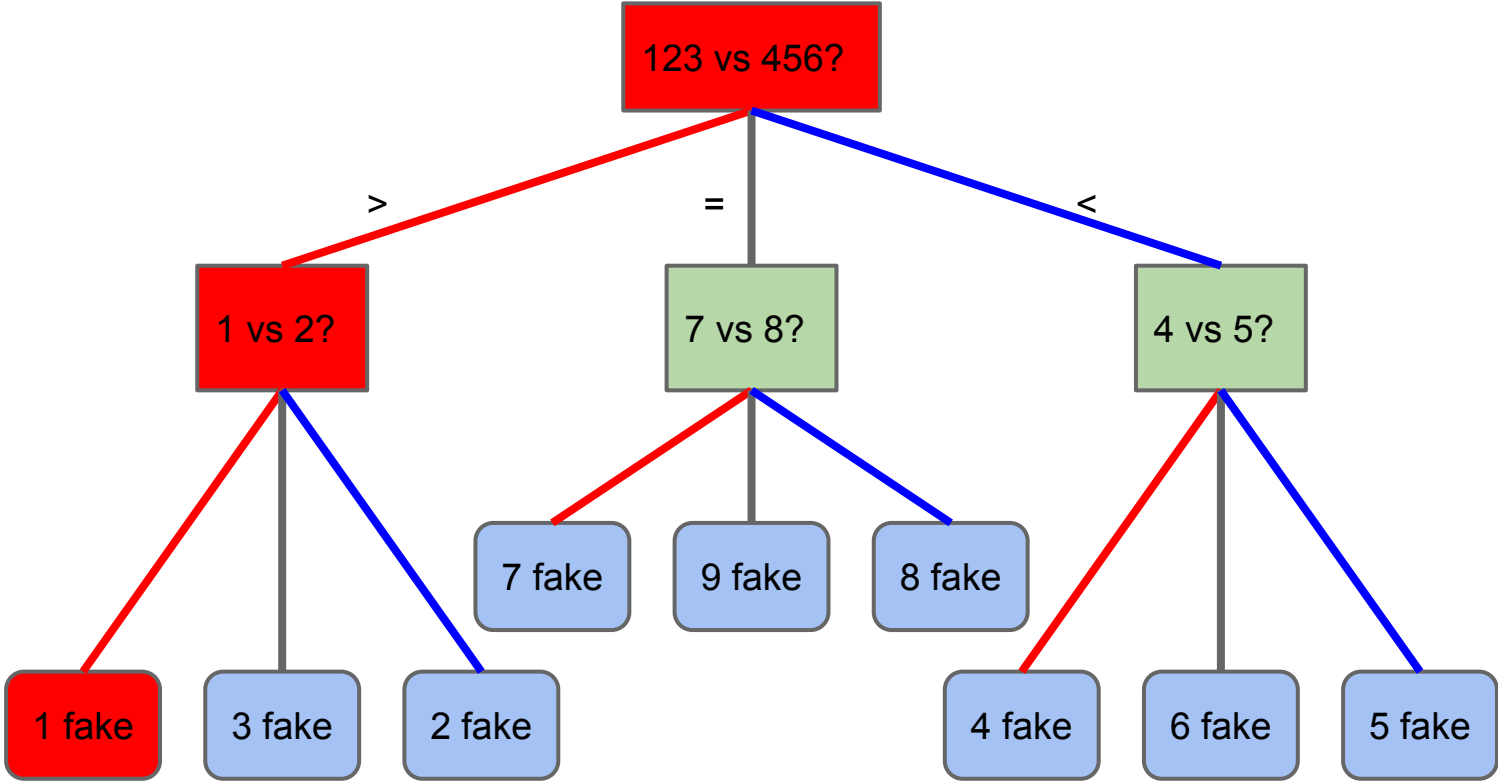 123 vs 456?
>
=
<
1 vs 2?
7 vs 8?
4 vs 5?
7 fake
9 fake
8 fake
1 fake
3 fake
2 fake
4 fake
6 fake
5 fake